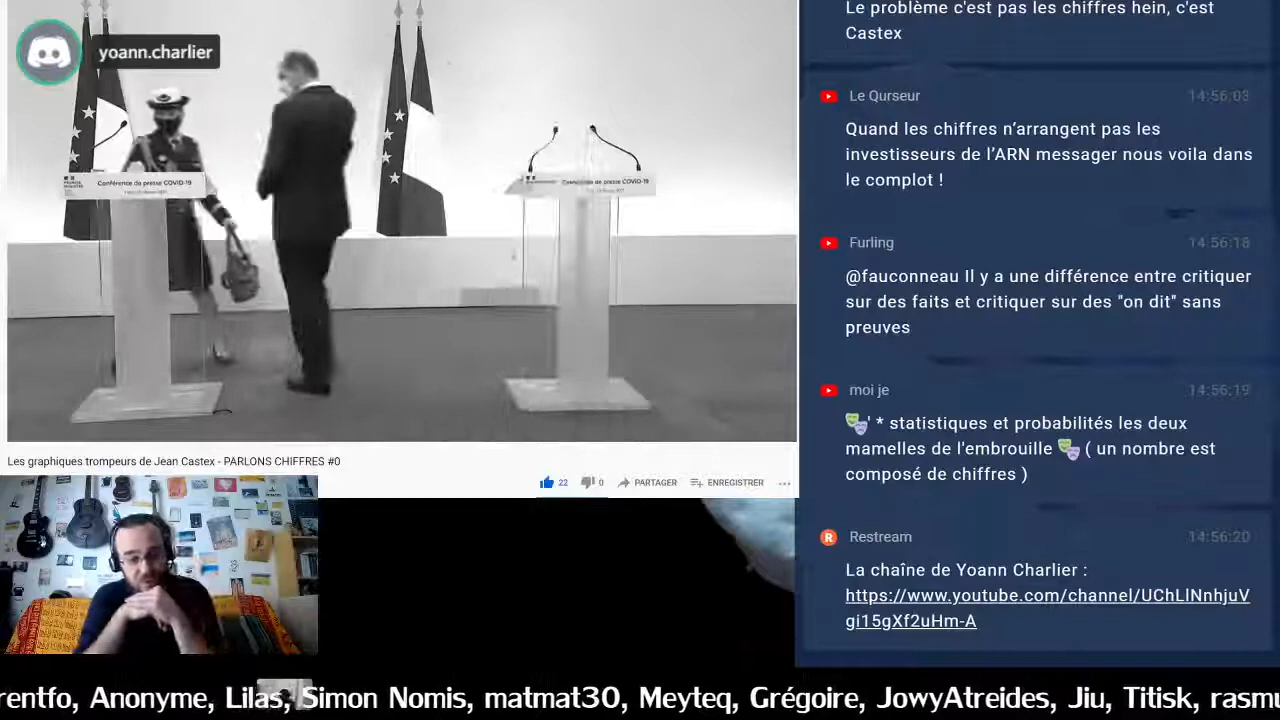 yoann.charlier
Conférence de presse COVID-19
Conférence de presse COVID-19
Les graphiques trompeurs de Jean Castex - PARLONS CHIFFRES #0
22
0
PARTAGER
ENREGISTRER
Le problème c'est pas les chiffres hein, c'est
Castex
Le Qurseur
14:56:03
Quand les chiffres n’arrangent pas les
investisseurs de l’ARN messager nous voila dans
le complot !
Furling
14:56:18
@fauconneau Il y a une différence entre critiquer
sur des faits et critiquer sur des "on dit" sans
preuves
moi je
14:56:19
' * statistiques et probabilités les deux
mamelles de l'embrouille ( un nombre est
composé de chiffres )
R Restream
14:56:20
La chaîne de Yoann Charlier :
https://www.youtube.com/channel/UChLlNnhjuV
gi15gXf2uHm-A
rentfo, Anonyme, Lilas, Simon Nomis, matmat30, Meyteq, Grégoire, JowyAtreides, Jiu, Titisk, rasmu